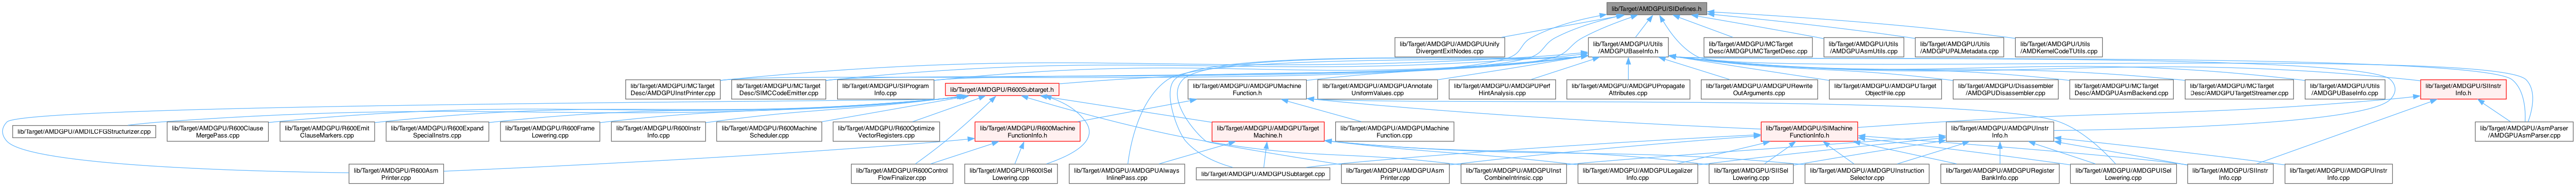 lib/Target/AMDGPU/SIDefines.h
lib/Target/AMDGPU/AMDGPUUnify
DivergentExitNodes.cpp
lib/Target/AMDGPU/Utils
/AMDGPUBaseInfo.h
lib/Target/AMDGPU/MCTarget
Desc/AMDGPUMCTargetDesc.cpp
lib/Target/AMDGPU/Utils
/AMDGPUAsmUtils.cpp
lib/Target/AMDGPU/Utils
/AMDGPUPALMetadata.cpp
lib/Target/AMDGPU/Utils
/AMDKernelCodeTUtils.cpp
lib/Target/AMDGPU/MCTarget
Desc/AMDGPUInstPrinter.cpp
lib/Target/AMDGPU/MCTarget
Desc/SIMCCodeEmitter.cpp
lib/Target/AMDGPU/SIProgram
Info.cpp
lib/Target/AMDGPU/R600Subtarget.h
lib/Target/AMDGPU/AMDGPUMachine
Function.h
lib/Target/AMDGPU/AMDGPUAnnotate
UniformValues.cpp
lib/Target/AMDGPU/AMDGPUPerf
HintAnalysis.cpp
lib/Target/AMDGPU/AMDGPUPropagate
Attributes.cpp
lib/Target/AMDGPU/AMDGPURewrite
OutArguments.cpp
lib/Target/AMDGPU/AMDGPUTarget
ObjectFile.cpp
lib/Target/AMDGPU/Disassembler
/AMDGPUDisassembler.cpp
lib/Target/AMDGPU/MCTarget
Desc/AMDGPUAsmBackend.cpp
lib/Target/AMDGPU/MCTarget
Desc/AMDGPUTargetStreamer.cpp
lib/Target/AMDGPU/Utils
/AMDGPUBaseInfo.cpp
lib/Target/AMDGPU/SIInstr
Info.h
lib/Target/AMDGPU/AMDILCFGStructurizer.cpp
lib/Target/AMDGPU/R600Clause
MergePass.cpp
lib/Target/AMDGPU/R600Emit
ClauseMarkers.cpp
lib/Target/AMDGPU/R600Expand
SpecialInstrs.cpp
lib/Target/AMDGPU/R600Frame
Lowering.cpp
lib/Target/AMDGPU/R600Instr
Info.cpp
lib/Target/AMDGPU/R600Machine
Scheduler.cpp
lib/Target/AMDGPU/R600Optimize
VectorRegisters.cpp
lib/Target/AMDGPU/R600Machine
FunctionInfo.h
lib/Target/AMDGPU/AMDGPUTarget
Machine.h
lib/Target/AMDGPU/AMDGPUMachine
Function.cpp
lib/Target/AMDGPU/SIMachine
FunctionInfo.h
lib/Target/AMDGPU/AMDGPUInstr
Info.h
lib/Target/AMDGPU/AsmParser
/AMDGPUAsmParser.cpp
lib/Target/AMDGPU/R600Asm
Printer.cpp
lib/Target/AMDGPU/R600Control
FlowFinalizer.cpp
lib/Target/AMDGPU/R600ISel
Lowering.cpp
lib/Target/AMDGPU/AMDGPUAlways
InlinePass.cpp
lib/Target/AMDGPU/AMDGPUSubtarget.cpp
lib/Target/AMDGPU/AMDGPUAsm
Printer.cpp
lib/Target/AMDGPU/AMDGPUInst
CombineIntrinsic.cpp
lib/Target/AMDGPU/AMDGPULegalizer
Info.cpp
lib/Target/AMDGPU/SIISel
Lowering.cpp
lib/Target/AMDGPU/AMDGPUInstruction
Selector.cpp
lib/Target/AMDGPU/AMDGPURegister
BankInfo.cpp
lib/Target/AMDGPU/AMDGPUISel
Lowering.cpp
lib/Target/AMDGPU/SIInstr
Info.cpp
lib/Target/AMDGPU/AMDGPUInstr
Info.cpp